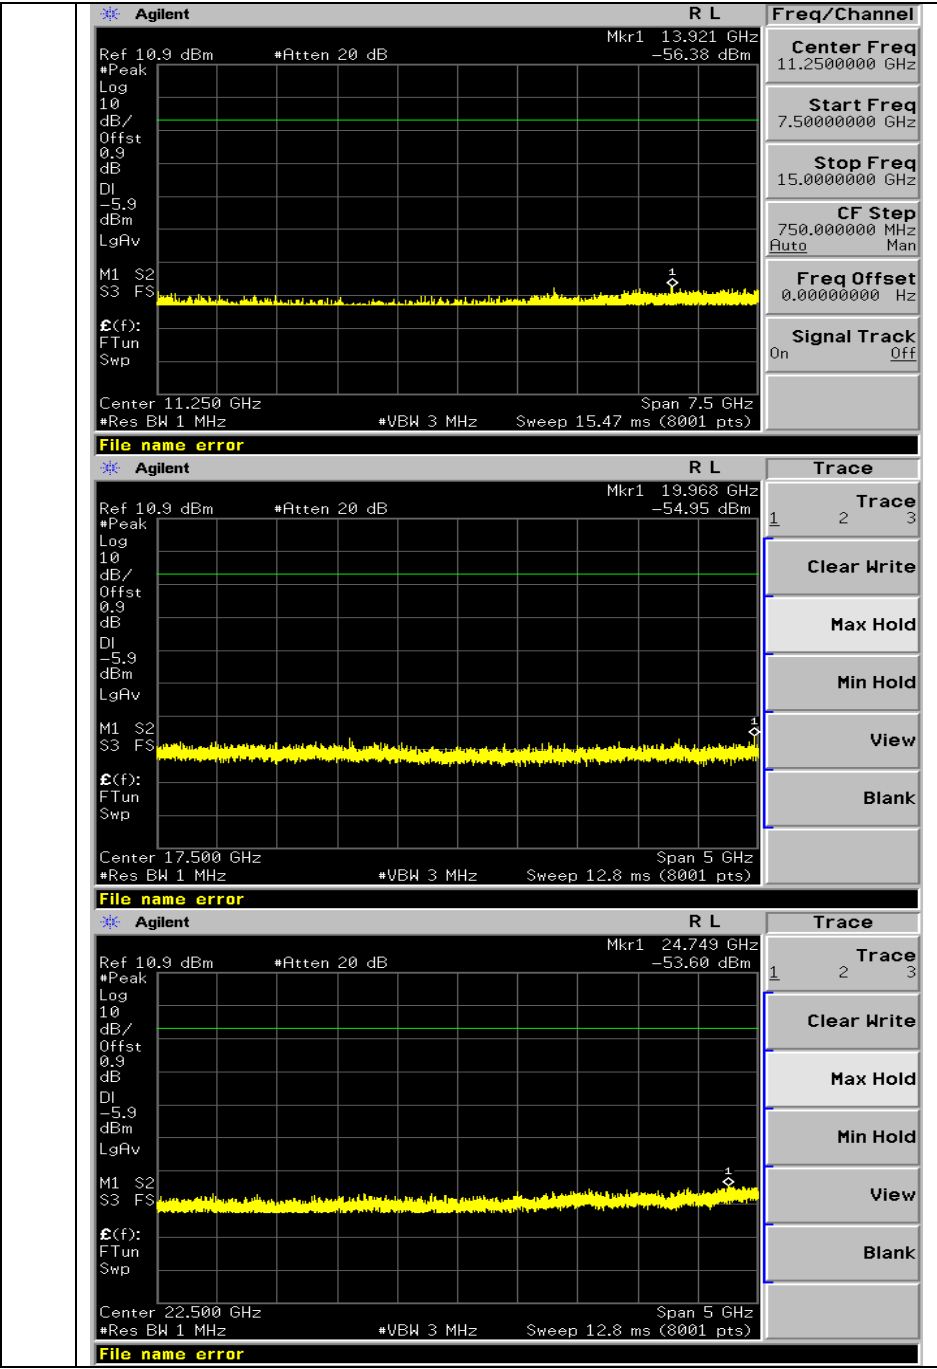 Agilent R L Freq/Channel
Mkr1 13.921 GHz
Ref 10.9 dBm #Atten 20 dB -56.38 dBm
#Peak
Log
10
dB/
Offst
0.9
dB
DI
-5.9
dBm
LgAv
M1 S2
S3 FS
£(f):
FTun
Swp
1
Center 11.250 GHz Span 7.5 GHz
#Res BW 1 MHz #VBW 3 MHz Sweep 15.47 ms (8001 pts)
File name error
Center Freq
11.2500000 GHz
Start Freq
7.50000000 GHz
Stop Freq
15.0000000 GHz
CF Step
750.000000 MHz
Auto Man
Freq Offset
0.00000000 Hz
Signal Track
On Off
Agilent R L Trace
Mkr1 19.968 GHz
Ref 10.9 dBm #Atten 20 dB -54.95 dBm
#Peak
Log
10
dB/
Offst
0.9
dB
DI
-5.9
dBm
LgAv
M1 S2
S3 FS
£(f):
FTun
Swp
1
Center 17.500 GHz Span 5 GHz
#Res BW 1 MHz #VBW 3 MHz Sweep 12.8 ms (8001 pts)
File name error
Trace
1 2 3
Clear Write
Max Hold
Min Hold
View
Blank
Agilent R L Trace
Mkr1 24.749 GHz
Ref 10.9 dBm #Atten 20 dB -53.60 dBm
#Peak
Log
10
dB/
Offst
0.9
dB
DI
-5.9
dBm
LgAv
M1 S2
S3 FS
£(f):
FTun
Swp
1
Center 22.500 GHz Span 5 GHz
#Res BW 1 MHz #VBW 3 MHz Sweep 12.8 ms (8001 pts)
File name error
Trace
1 2 3
Clear Write
Max Hold
Min Hold
View
Blank